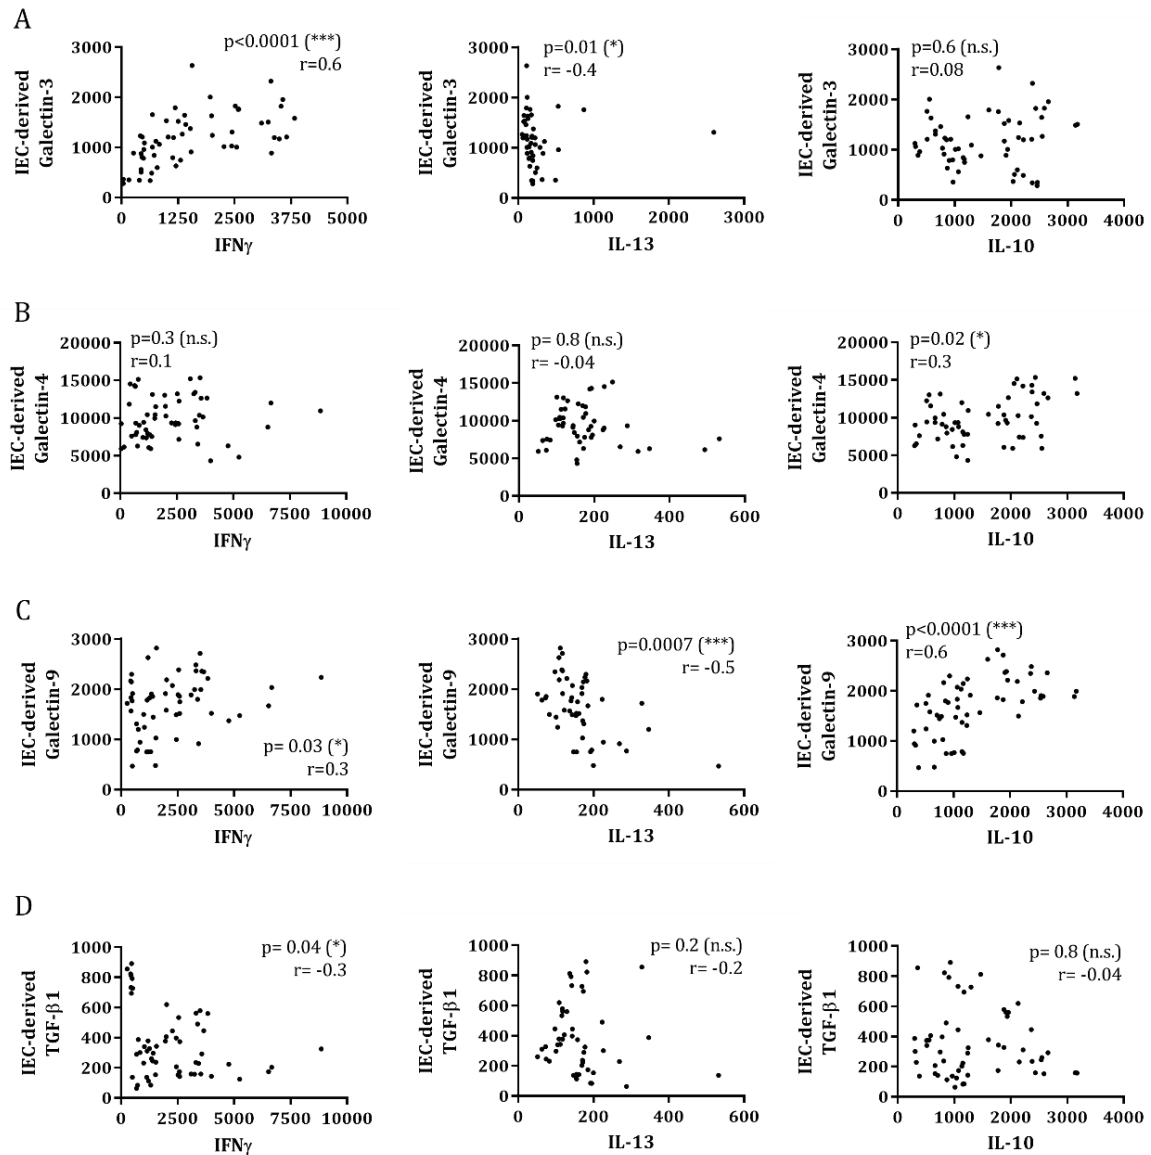 A
p<0.0001 (***)
r=0.6
IEC-derived
Galectin-3
3000
2000
1000
0
0 1250 2500 3750 5000
IFNγ
p=0.01 (*)
r= -0.4
IEC-derived
Galectin-3
3000
2000
1000
0
0 1000 2000 3000
IL-13
p=0.6 (n.s.)
r=0.08
IEC-derived
Galectin-3
3000
2000
1000
0
0 1000 2000 3000 4000
IL-10
B
p=0.3 (n.s.)
r=0.1
IEC-derived
Galectin-4
20000
15000
10000
5000
0
0 2500 5000 7500 10000
IFNγ
p= 0.8 (n.s.)
r= -0.04
IEC-derived
Galectin-4
20000
15000
10000
5000
0
0 200 400 600
IL-13
p=0.02 (*)
r=0.3
IEC-derived
Galectin-4
20000
15000
10000
5000
0
0 1000 2000 3000 4000
IL-10
C
IEC-derived
Galectin-9
3000
2000
1000
0
p= 0.03 (*)
r=0.3
0 2500 5000 7500 10000
IFNγ
p=0.0007 (***)
r= -0.5
IEC-derived
Galectin-9
3000
2000
1000
0
0 200 400 600
IL-13
p<0.0001 (***)
r=0.6
IEC-derived
Galectin-9
3000
2000
1000
0
0 1000 2000 3000 4000
IL-10
D
p= 0.04 (*)
r= -0.3
IEC-derived
TGF-β1
1000
800
600
400
200
0
0 2500 5000 7500 10000
IFNγ
p= 0.2 (n.s.)
r= -0.2
IEC-derived
TGF-β1
1000
800
600
400
200
0
0 200 400 600
IL-13
p= 0.8 (n.s.)
r= -0.04
IEC-derived
TGF-β1
1000
800
600
400
200
0
0 1000 2000 3000 4000
IL-10